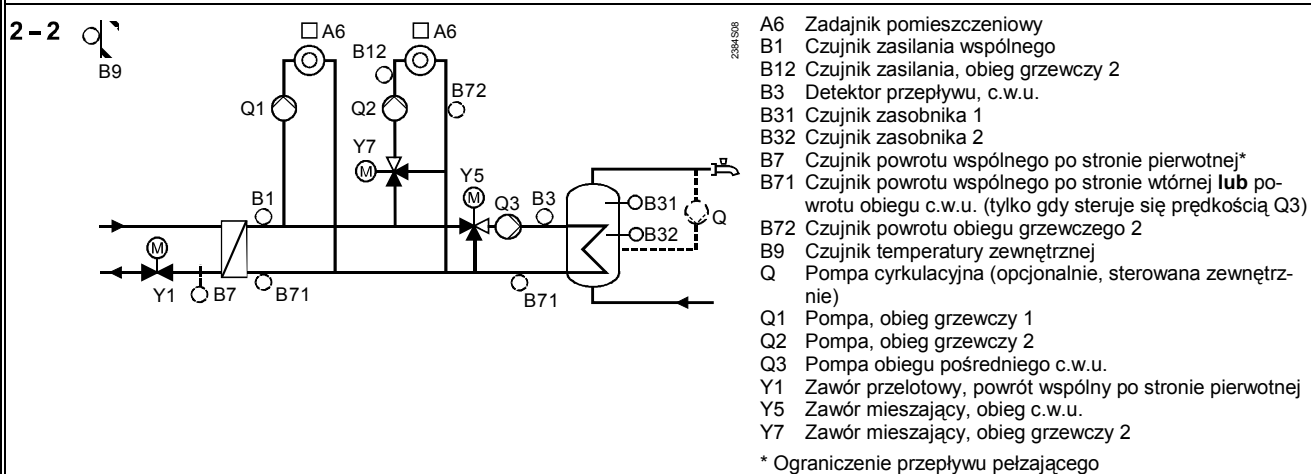 2 – 2
B9
A6
A6
B12
B72
Q1
Q2
Y7
M
Y5
M
B1
Q3
B3
B31
B32
Q
M
Y1
B7
B71
B71
2384S08
A6 Zadajnik pomieszczeniowy
B1 Czujnik zasilania wspólnego
B12 Czujnik zasilania, obieg grzewczy 2
B3 Detektor przepływu, c.w.u.
B31 Czujnik zasobnika 1
B32 Czujnik zasobnika 2
B7 Czujnik powrotu wspólnego po stronie pierwotnej*
B71 Czujnik powrotu wspólnego po stronie wtórnej lub po-
wrotu obiegu c.w.u. (tylko gdy steruje się prędkością Q3)
B72 Czujnik powrotu obiegu grzewczego 2
B9 Czujnik temperatury zewnętrznej
Q Pompa cyrkulacyjna (opcjonalnie, sterowana zewnętrz-
nie)
Q1 Pompa, obieg grzewczy 1
Q2 Pompa, obieg grzewczy 2
Q3 Pompa obiegu pośredniego c.w.u.
Y1 Zawór przelotowy, powrót wspólny po stronie pierwotnej
Y5 Zawór mieszający, obieg c.w.u.
Y7 Zawór mieszający, obieg grzewczy 2
* Ograniczenie przepływu pełzającego